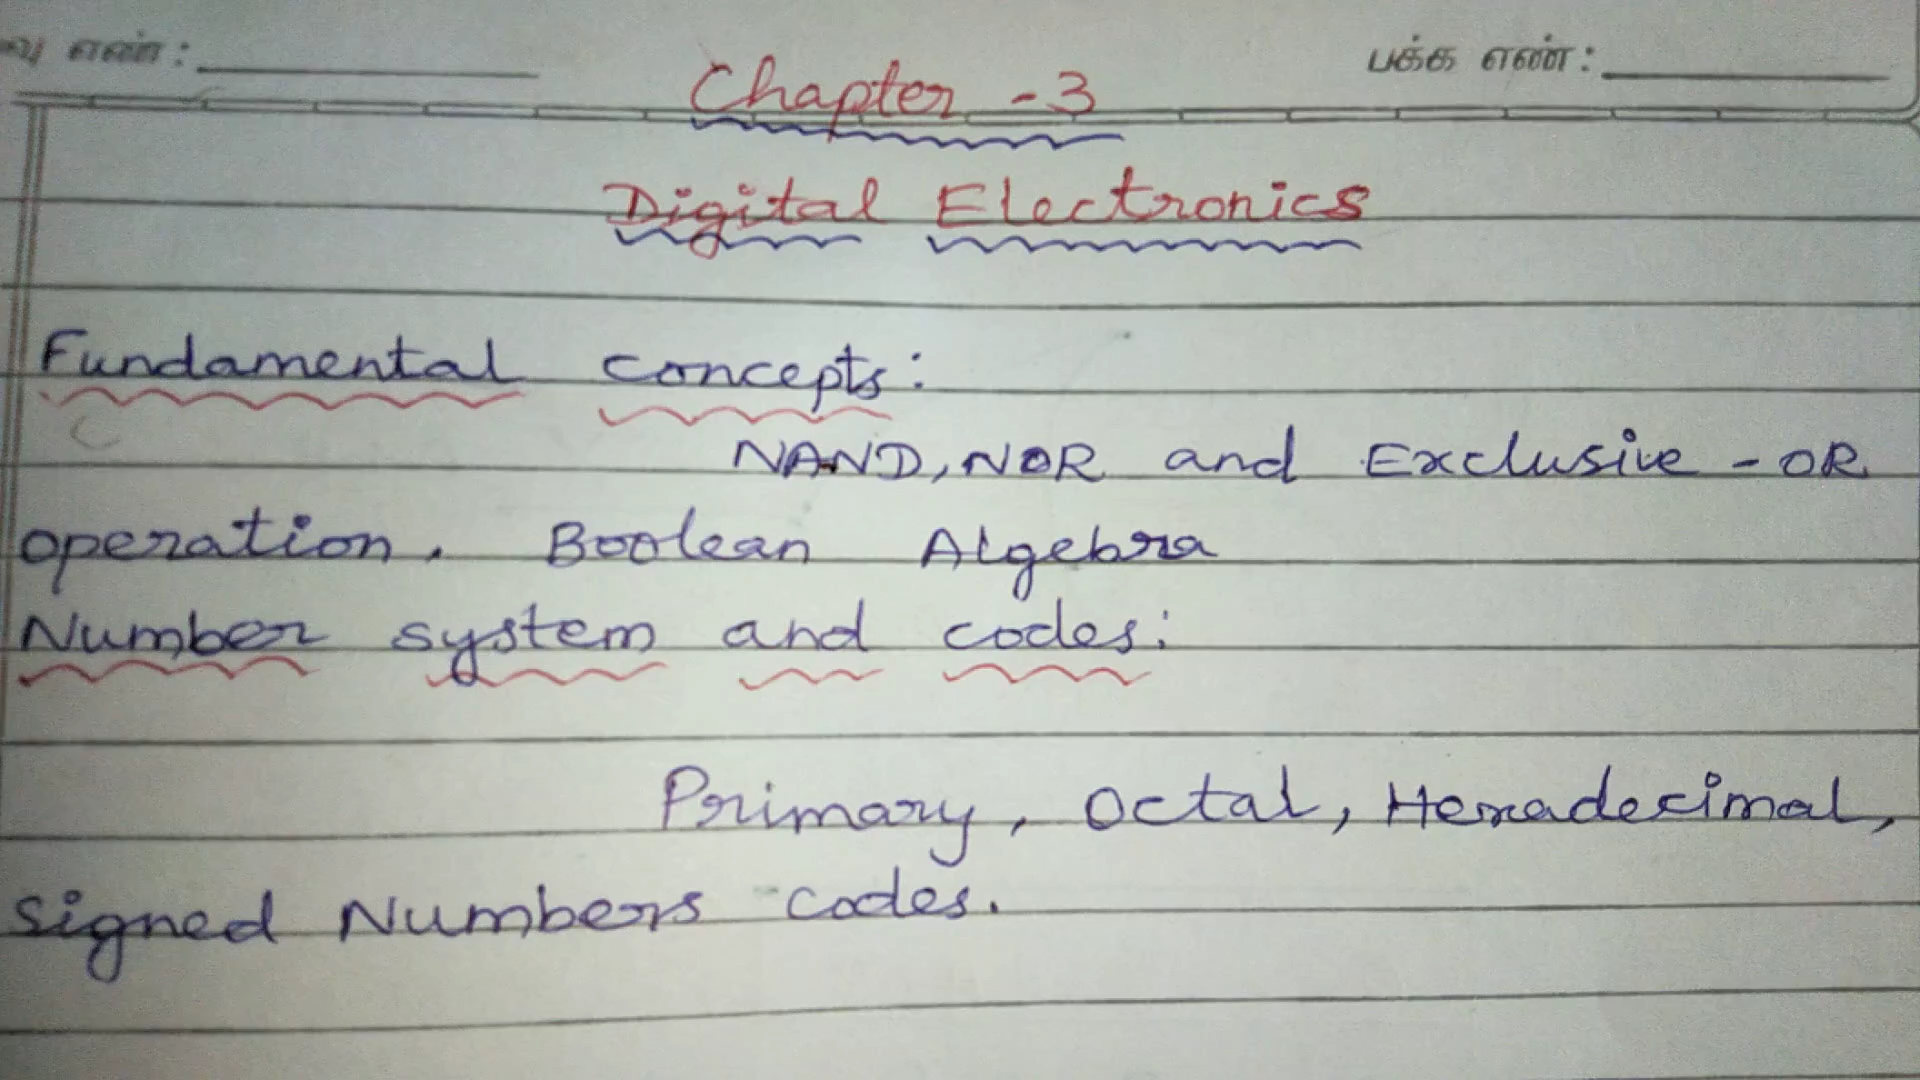 எண்: பக்க எண்:
Chapter - 3
Digital Electronics
Fundamental concepts:
NAND, NOR and Exclusive - OR
operation. Boolean Algebra
Number system and codes:
Primary, Octal, Hexadecimal,
signed Numbers codes.